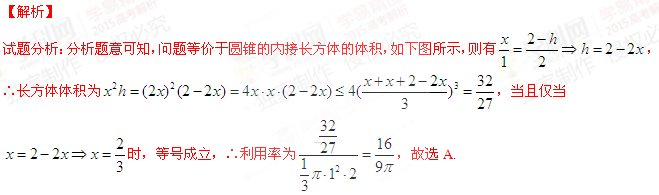 【解析】
试题分析：分析题意可知，问题等价于圆锥的内接长方体的体积，如下图所示，则有 x/1 = (2-h)/2 ⇒ h = 2-2x，
∴长方体体积为 x²h = (2x)²(2-2x) = 4x·x·(2-2x) ≤ 4((x+x+2-2x)/3)³ = 32/27，当且仅当
x = 2-2x ⇒ x = 2/3 时，等号成立，∴利用率为 (32/27)/((1/3)π·1²·2) = 16/(9π)，故选 A.